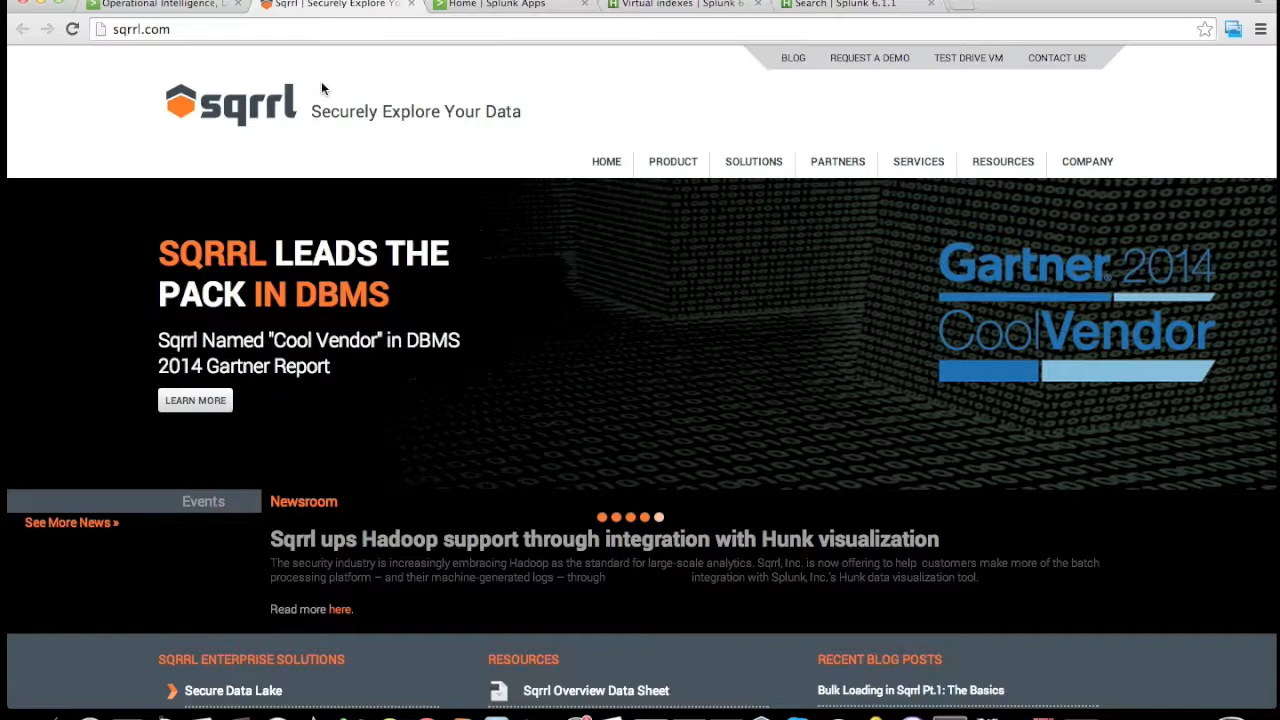 Operational Intelligence, L
Sqrrl | Securely Explore Yo
Home | Splunk Apps
Virtual indexes | Splunk 6
Search | Splunk 6.1.1
sqrrl.com
BLOG
REQUEST A DEMO
TEST DRIVE VM
CONTACT US
sqrrl
Securely Explore Your Data
HOME
PRODUCT
SOLUTIONS
PARTNERS
SERVICES
RESOURCES
COMPANY
SQRRL LEADS THE
PACK IN DBMS
Sqrrl Named "Cool Vendor" in DBMS
2014 Gartner Report
LEARN MORE
Gartner 2014
CoolVendor
Events
See More News »
Newsroom
Sqrrl ups Hadoop support through integration with Hunk visualization
The security industry is increasingly embracing Hadoop as the standard for large-scale analytics. Sqrrl, Inc. is now offering to help customers make more of the batch
processing platform – and their machine-generated logs – through integration with Splunk, Inc.'s Hunk data visualization tool.
Read more here.
SQRRL ENTERPRISE SOLUTIONS
Secure Data Lake
RESOURCES
Sqrrl Overview Data Sheet
RECENT BLOG POSTS
Bulk Loading in Sqrrl Pt.1: The Basics